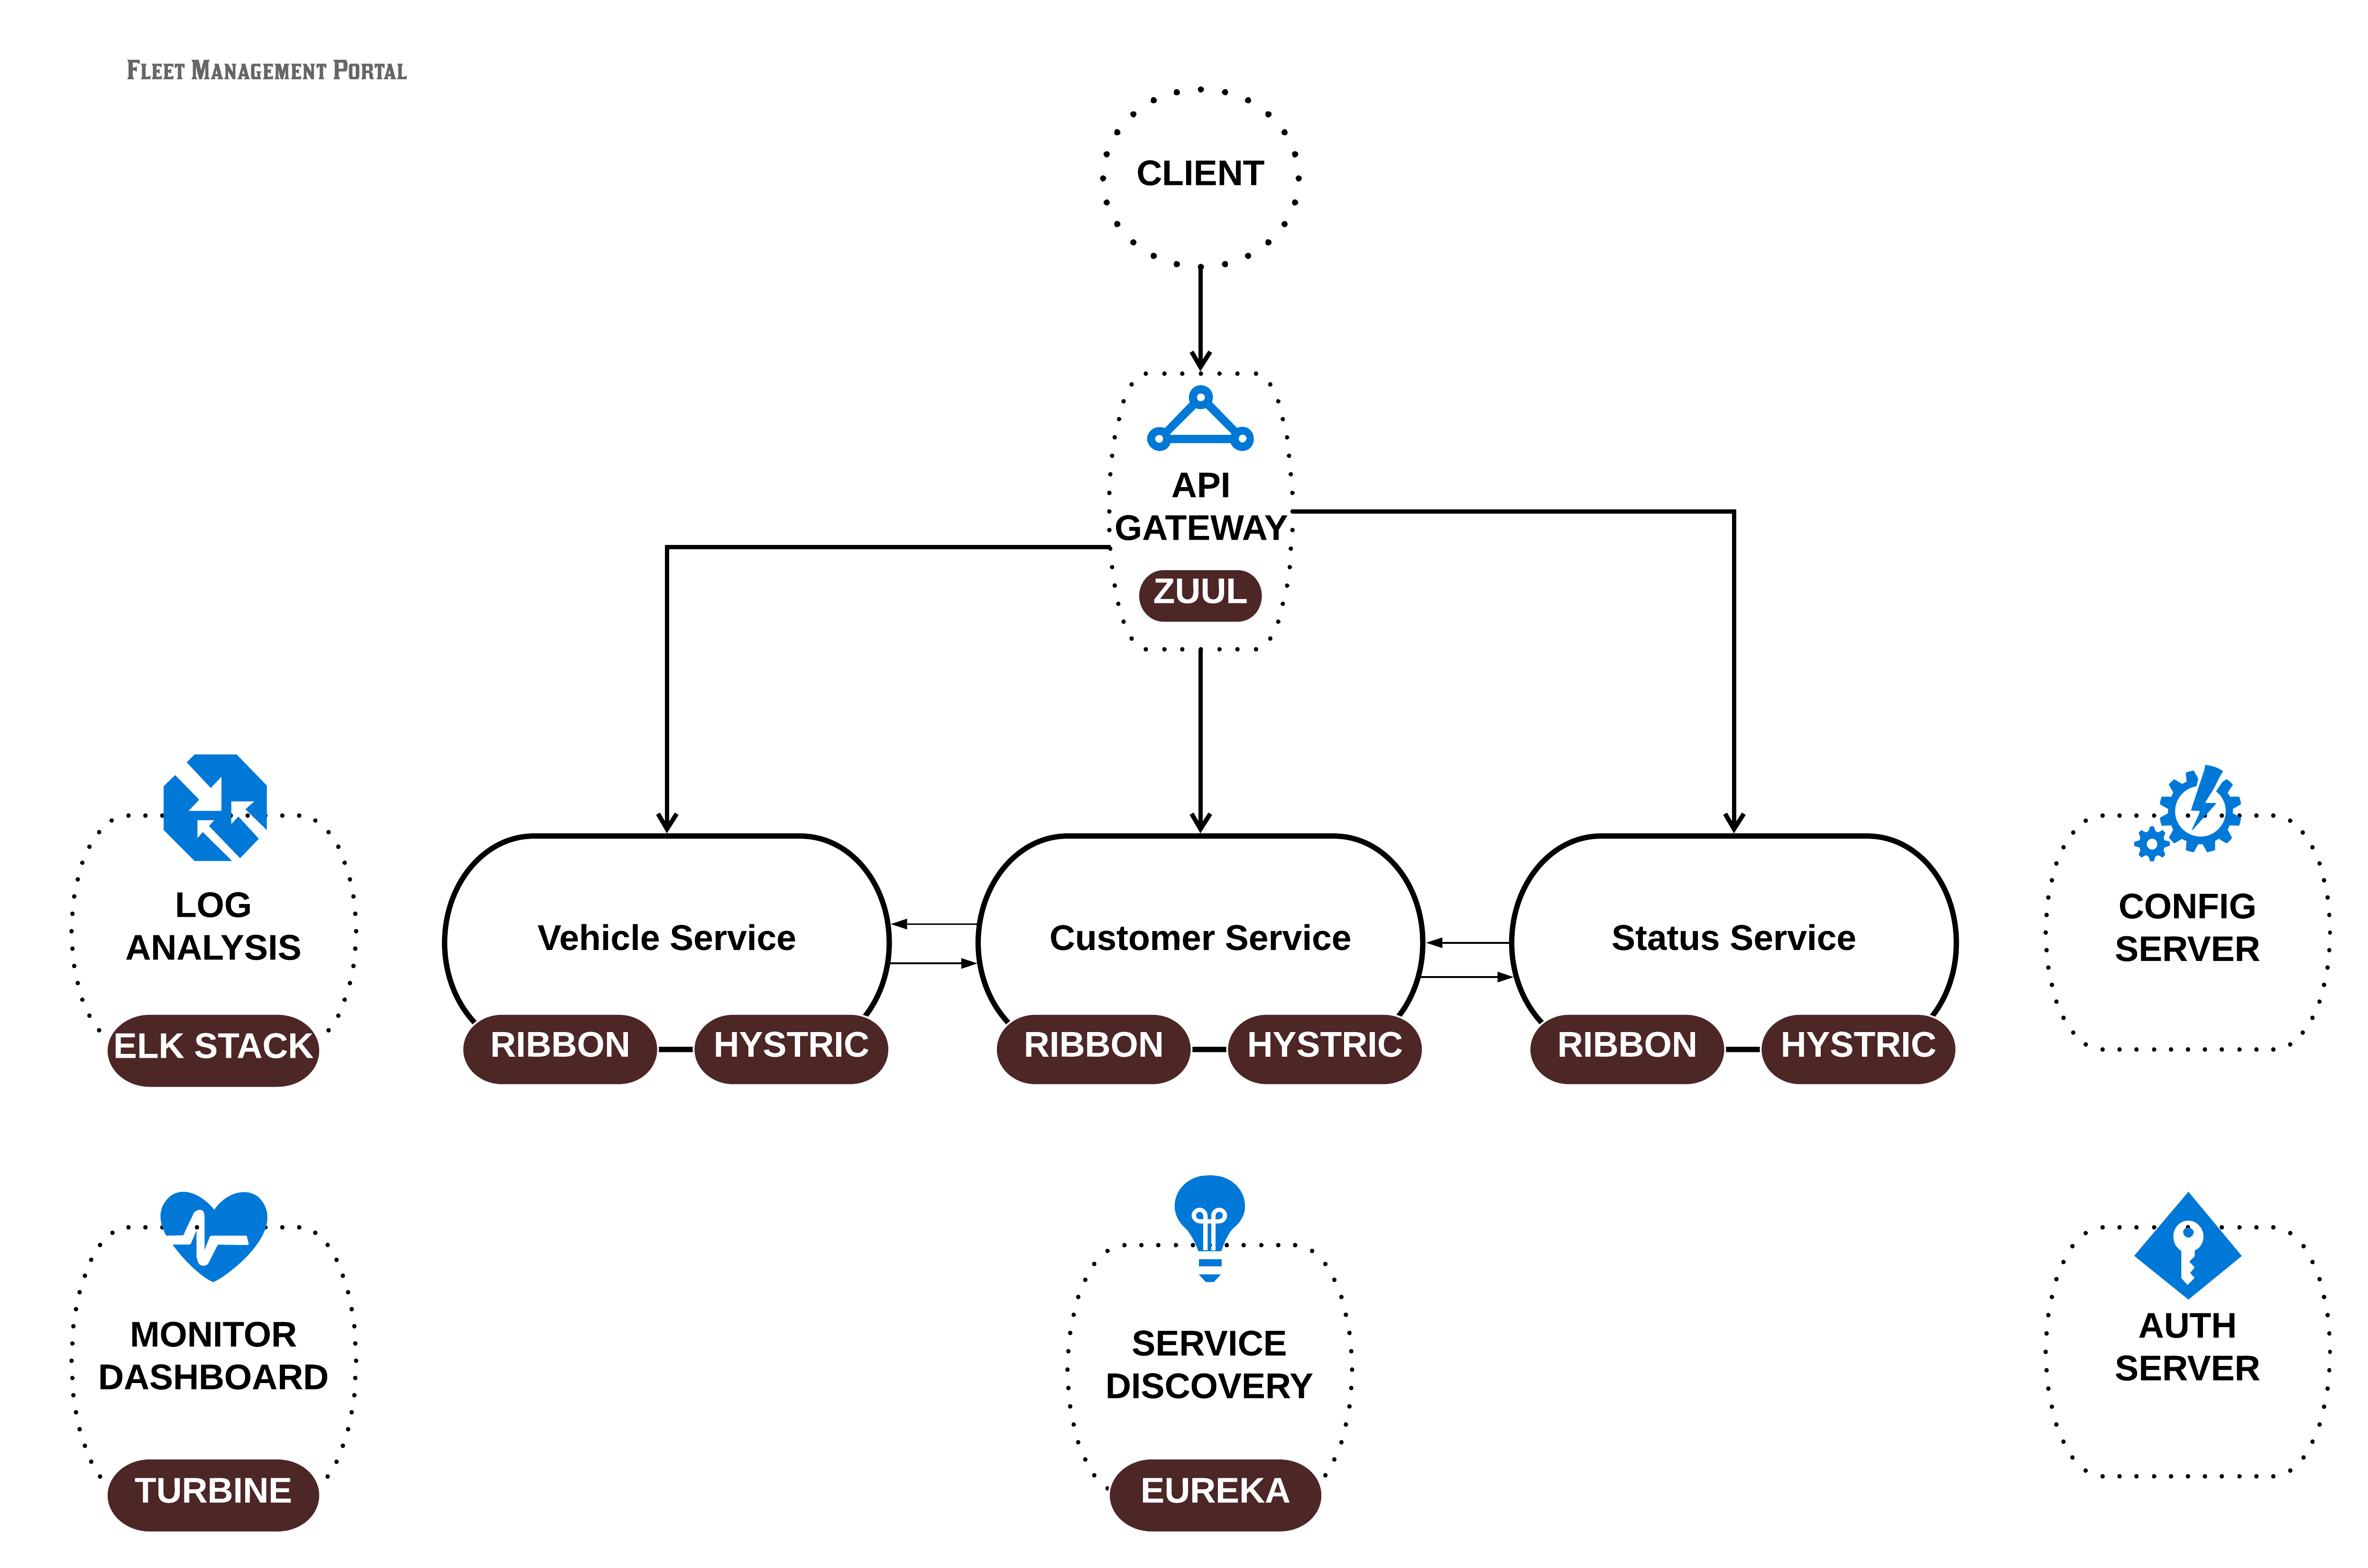 Fleet Management Portal
CLIENT
API
GATEWAY
ZUUL
LOG
ANALYSIS
ELK STACK
Vehicle Service
RIBBON
HYSTRIC
Customer Service
RIBBON
HYSTRIC
Status Service
RIBBON
HYSTRIC
CONFIG
SERVER
MONITOR
DASHBOARD
TURBINE
SERVICE
DISCOVERY
EUREKA
AUTH
SERVER